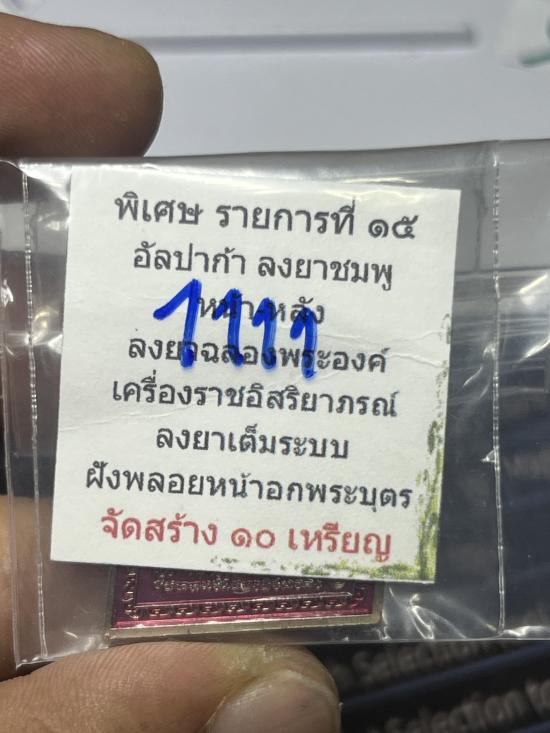 พิเศษ รายการที่ ๑๕
อัลปาก้า ลงยาชมพู
หน้า-หลัง
1111
ลงยาฉลองพระองค์
เครื่องราชอิสริยาภรณ์
ลงยาเต็มระบบ
ฝังพลอยหน้าอกพระบุตร
จัดสร้าง ๑๐ เหรียญ
Selection
Selection to